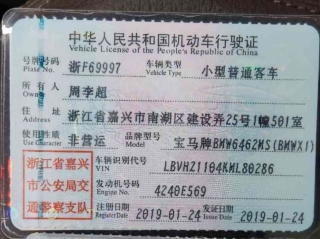 中华人民共和国机动车行驶证
Vehicle License of the People's Republic of China
号牌号码 浙F69997 车辆类型 小型普通客车
Plate No. Vehicle Type
所有人 周李超
Owner
住址 浙江省嘉兴市南湖区建设弄25号1幢501室
Address
使用性质 非营运 品牌型号 宝马牌BMW6462MS(BMWX1)
Use Character Model
浙江省嘉兴 车辆识别代号 LBVHZ1104KML80286
VIN
市公安局交 发动机号码 4240E569
Engine No.
通警察支队 注册日期 2019-01-24 发证日期 2019-01-24
Register Date Issue Date